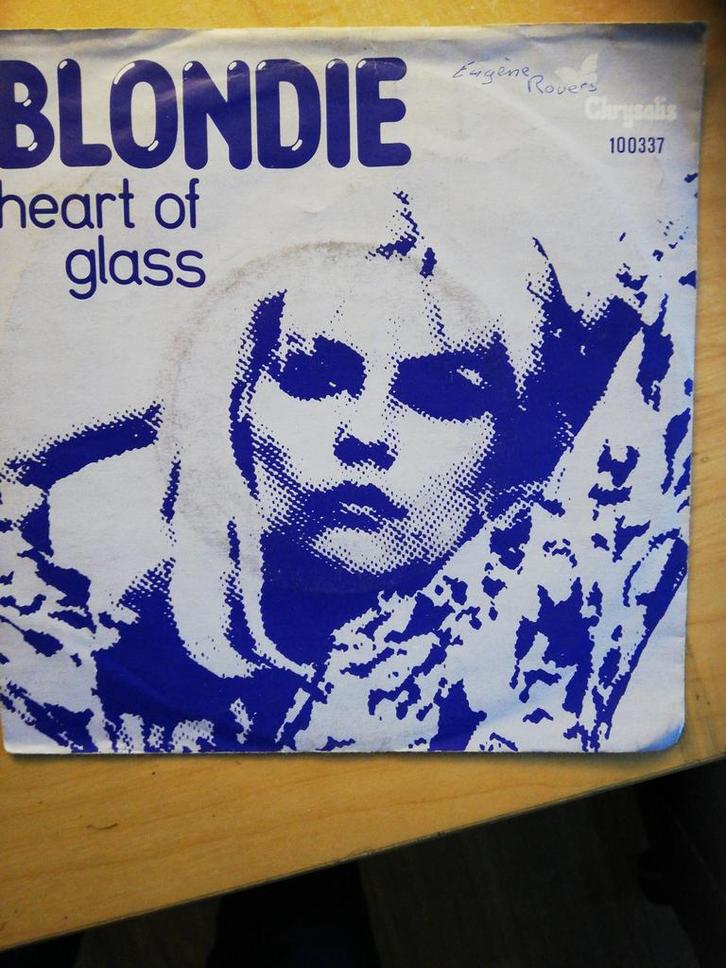 BLONDIE
heart of
glass
Eugène
Rovers
Chrysalis
100337